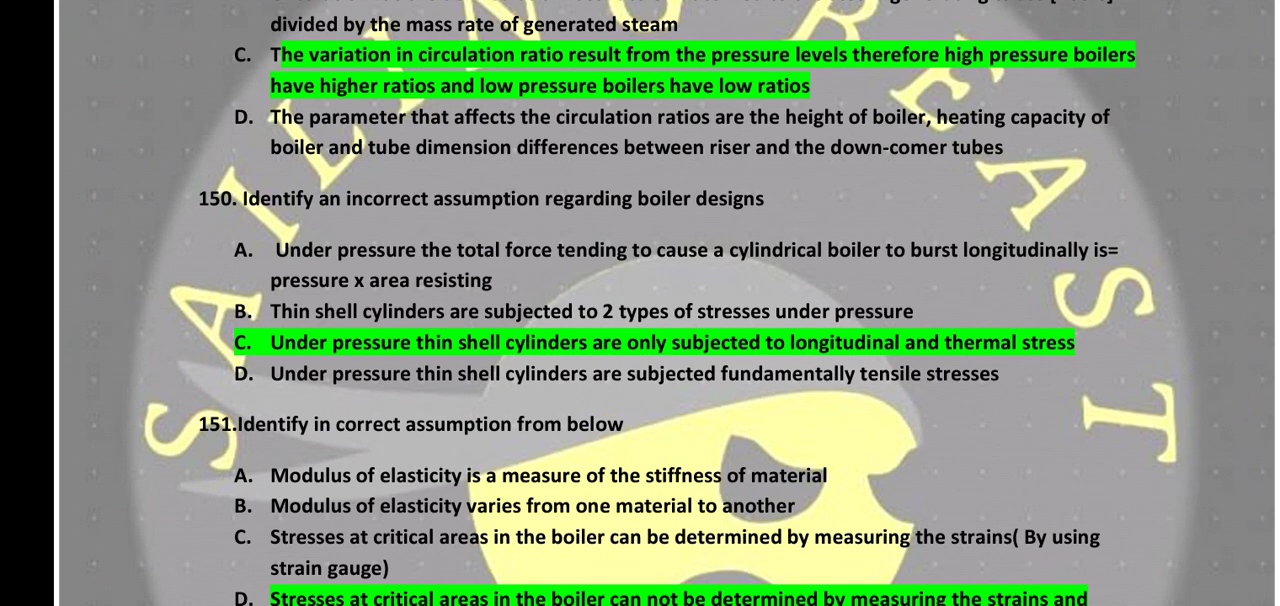 divided by the mass rate of generated steam
C. The variation in circulation ratio result from the pressure levels therefore high pressure boilers
have higher ratios and low pressure boilers have low ratios
D. The parameter that affects the circulation ratios are the height of boiler, heating capacity of
boiler and tube dimension differences between riser and the down-comer tubes
150. Identify an incorrect assumption regarding boiler designs
A. Under pressure the total force tending to cause a cylindrical boiler to burst longitudinally is=
pressure x area resisting
B. Thin shell cylinders are subjected to 2 types of stresses under pressure
C. Under pressure thin shell cylinders are only subjected to longitudinal and thermal stress
D. Under pressure thin shell cylinders are subjected fundamentally tensile stresses
151.Identify in correct assumption from below
A. Modulus of elasticity is a measure of the stiffness of material
B. Modulus of elasticity varies from one material to another
C. Stresses at critical areas in the boiler can be determined by measuring the strains( By using
strain gauge)
D. Stresses at critical areas in the boiler can not be determined by measuring the strains and